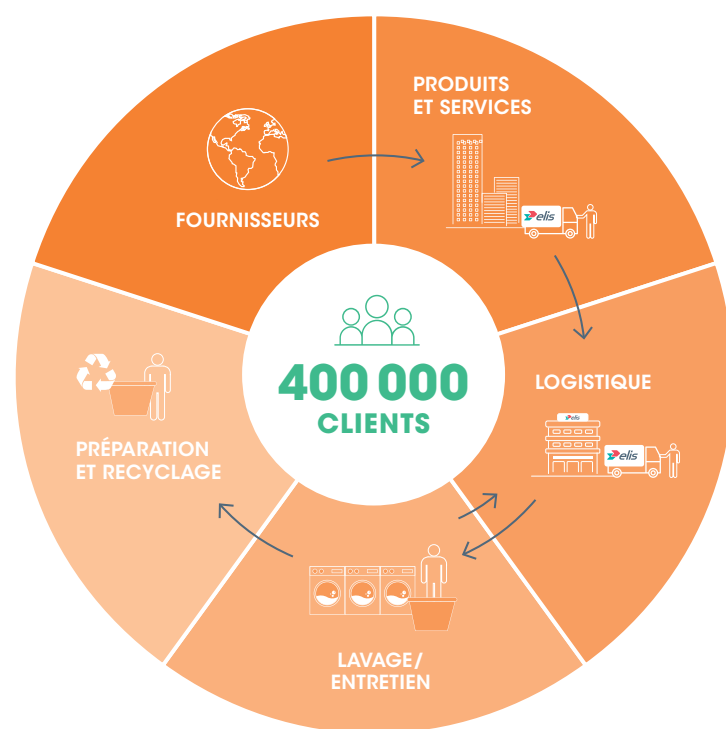 PRODUITS
ET SERVICES
elis
FOURNISSEURS
400 000
CLIENTS
LOGISTIQUE
elis
elis
PRÉPARATION
ET RECYCLAGE
LAVAGE/
ENTRETIEN